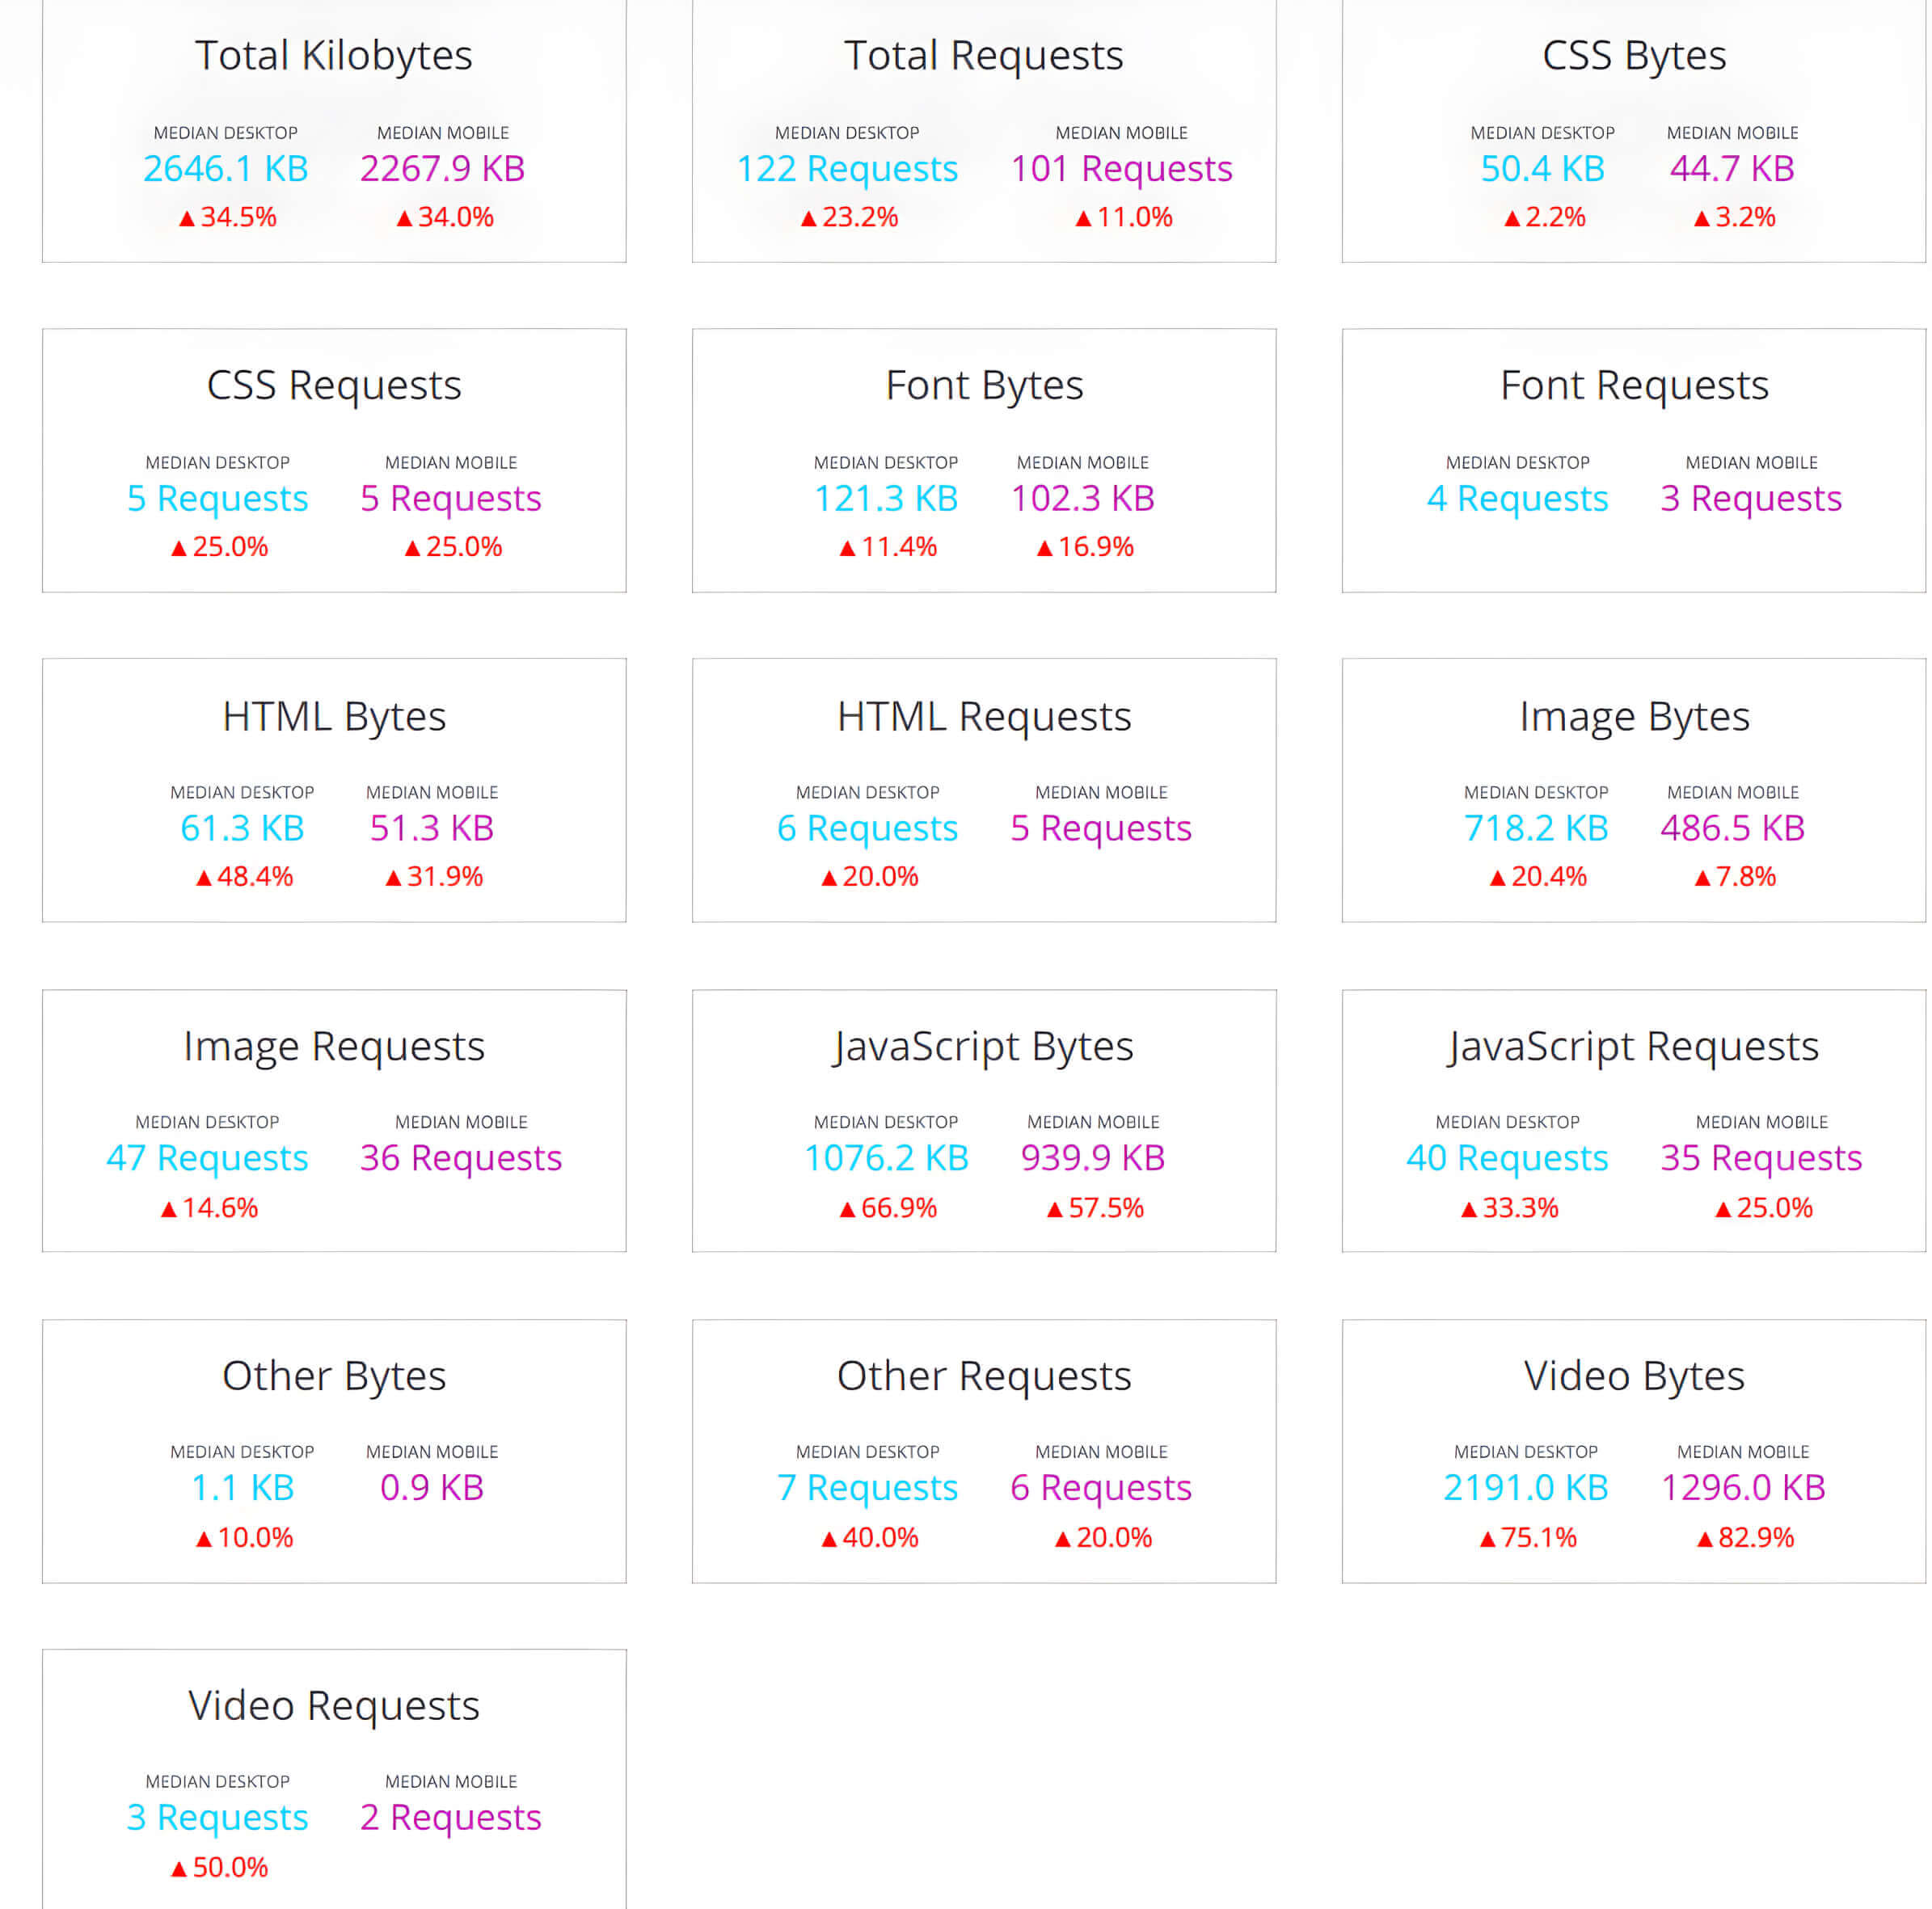 Total Kilobytes
MEDIAN DESKTOP MEDIAN MOBILE
2646.1 KB 2267.9 KB
▲34.5% ▲34.0%
Total Requests
MEDIAN DESKTOP MEDIAN MOBILE
122 Requests 101 Requests
▲23.2% ▲11.0%
CSS Bytes
MEDIAN DESKTOP MEDIAN MOBILE
50.4 KB 44.7 KB
▲2.2% ▲3.2%
CSS Requests
MEDIAN DESKTOP MEDIAN MOBILE
5 Requests 5 Requests
▲25.0% ▲25.0%
Font Bytes
MEDIAN DESKTOP MEDIAN MOBILE
121.3 KB 102.3 KB
▲11.4% ▲16.9%
Font Requests
MEDIAN DESKTOP MEDIAN MOBILE
4 Requests 3 Requests
HTML Bytes
MEDIAN DESKTOP MEDIAN MOBILE
61.3 KB 51.3 KB
▲48.4% ▲31.9%
HTML Requests
MEDIAN DESKTOP MEDIAN MOBILE
6 Requests 5 Requests
▲20.0%
Image Bytes
MEDIAN DESKTOP MEDIAN MOBILE
718.2 KB 486.5 KB
▲20.4% ▲7.8%
Image Requests
MEDIAN DESKTOP MEDIAN MOBILE
47 Requests 36 Requests
▲14.6%
JavaScript Bytes
MEDIAN DESKTOP MEDIAN MOBILE
1076.2 KB 939.9 KB
▲66.9% ▲57.5%
JavaScript Requests
MEDIAN DESKTOP MEDIAN MOBILE
40 Requests 35 Requests
▲33.3% ▲25.0%
Other Bytes
MEDIAN DESKTOP MEDIAN MOBILE
1.1 KB 0.9 KB
▲10.0%
Other Requests
MEDIAN DESKTOP MEDIAN MOBILE
7 Requests 6 Requests
▲40.0% ▲20.0%
Video Bytes
MEDIAN DESKTOP MEDIAN MOBILE
2191.0 KB 1296.0 KB
▲75.1% ▲82.9%
Video Requests
MEDIAN DESKTOP MEDIAN MOBILE
3 Requests 2 Requests
▲50.0%